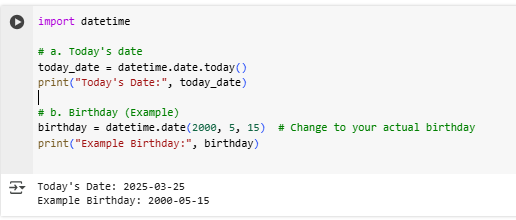 import datetime
# a. Today's date
today_date = datetime.date.today()
print("Today's Date:", today_date)
# b. Birthday (Example)
birthday = datetime.date(2000, 5, 15)  # Change to your actual birthday
print("Example Birthday:", birthday)
Today's Date: 2025-03-25
Example Birthday: 2000-05-15